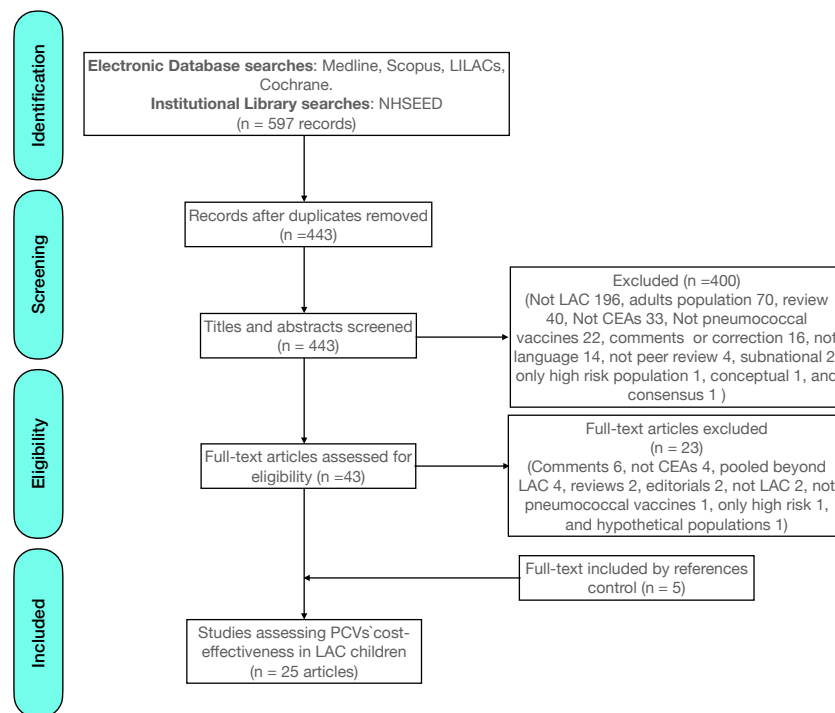 Identification
Electronic Database searches: Medline, Scopus, LILACs,
Cochrane.
Institutional Library searches: NHSEED
(n = 597 records)
Screening
Records after duplicates removed
(n =443)
Titles and abstracts screened
(n = 443)
Excluded (n =400)
(Not LAC 196, adults population 70, review
40, Not CEAs 33, Not pneumococcal
vaccines 22, comments or correction 16, not
language 14, not peer review 4, subnational 2,
only high risk population 1, conceptual 1, and
consensus 1 )
Eligibility
Full-text articles assessed for
eligibility (n =43)
Full-text articles excluded
(n = 23)
(Comments 6, not CEAs 4, pooled beyond
LAC 4, reviews 2, editorials 2, not LAC 2, not
pneumococcal vaccines 1, only high risk 1,
and hypothetical populations 1)
Included
Full-text included by references
control (n = 5)
Studies assessing PCVs`cost-
effectiveness in LAC children
(n = 25 articles)